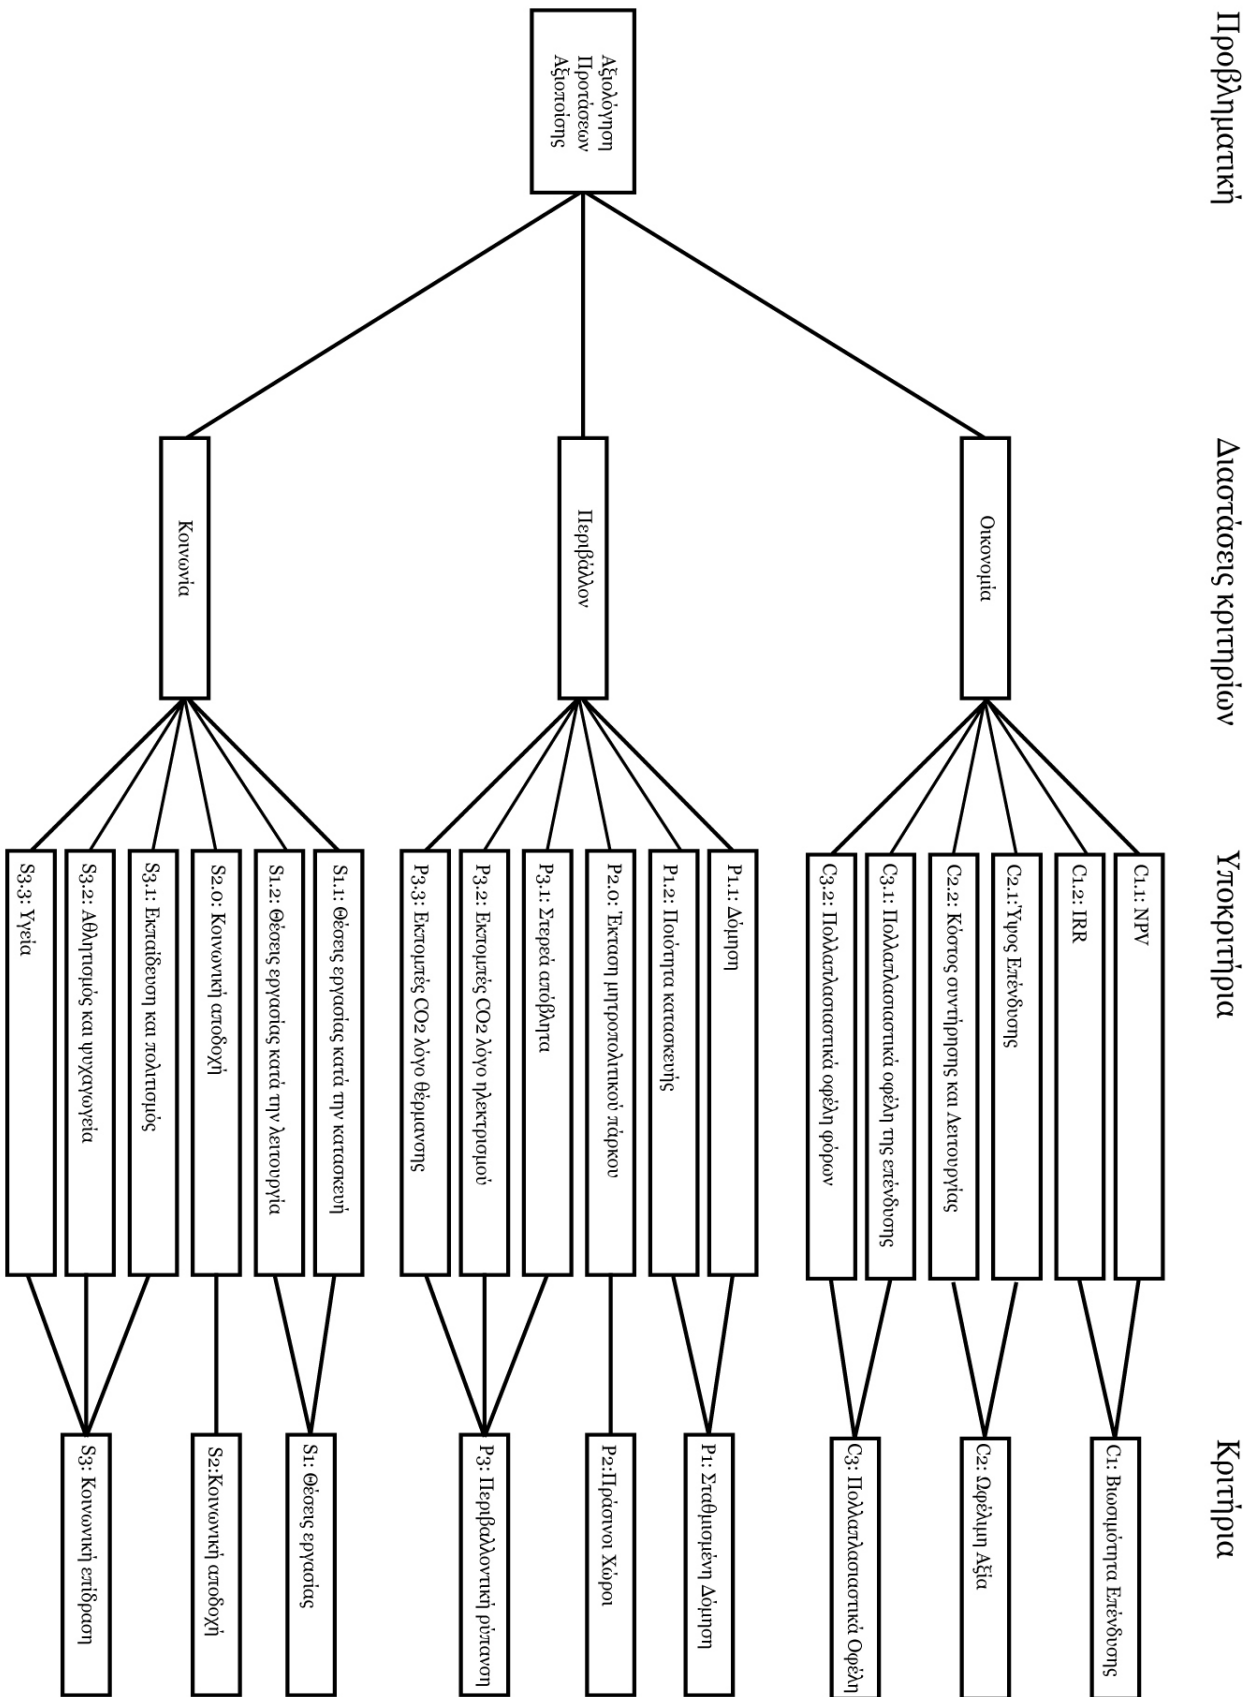 Προβληματική
Διαστάσεις κριτηρίων
Υποκριτήρια
Κριτήρια
Αξιολόγηση
Προτάσεων
Αξιοποίσης
Οικονομία
Περιβάλλον
Κοινωνία
C1.1: NPV
C1.2: IRR
C2.1:Ύψος Επένδυσης
C2.2: Κόστος συντήρησης και Λειτουργίας
C3.1: Πολλαπλασιαστικά οφέλη της επένδυσης
C3.2: Πολλαπλασιαστικά οφέλη φόρον
P1.1: Δόμηση
P1.2: Ποιότητα κατασκευής
P2.0: Έκταση μητροπολιτικού πάρκου
P3.1: Στερεά απόβλητα
P3.2: Εκπομπές CO2 λόγο ηλεκτρισμού
P3.3: Εκπομπές CO2 λόγο θέρμανσης
S1.1: Θέσεις εργασίας κατά την κατασκευή
S1.2: Θέσεις εργασίας κατά την λειτουργία
S2.0: Κοινωνική αποδοχή
S3.1: Εκπαίδευση και πολιτισμός
S3.2: Αθλητισμός και ψυχαγωγεία
S3.3: Υγεία
C1: Βιωσιμότητα Επένδυσης
C2: Ωφέλιμη Αξία
C3: Πολλαπλασιαστικά Οφέλη
P1: Σταθμισμένη Δόμηση
P2:Πράσινοι Χώροι
P3: Περιβαλλοντική ρύπανση
S1: Θέσεις εργασίας
S2:Κοινωνική αποδοχή
S3: Κοινωνική επίδραση